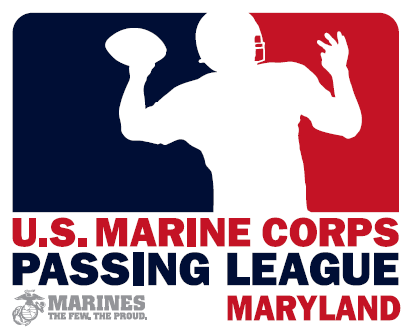 U.S. MARINE CORPS
PASSING LEAGUE
MARINES
THE FEW. THE PROUD.
MARYLAND